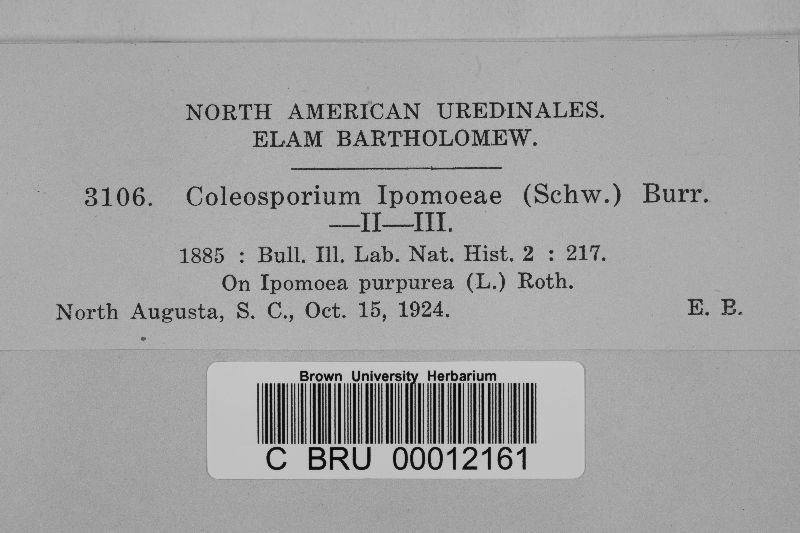 NORTH AMERICAN UREDINALES.
ELAM BARTHOLOMEW.
3106. Coleosporium Ipomoeae (Schw.) Burr.
—II—III.
1885 : Bull. Ill. Lab. Nat. Hist. 2 : 217.
On Ipomoea purpurea (L.) Roth.
North Augusta, S. C., Oct. 15, 1924. E. B.
Brown University Herbarium
C BRU 00012161